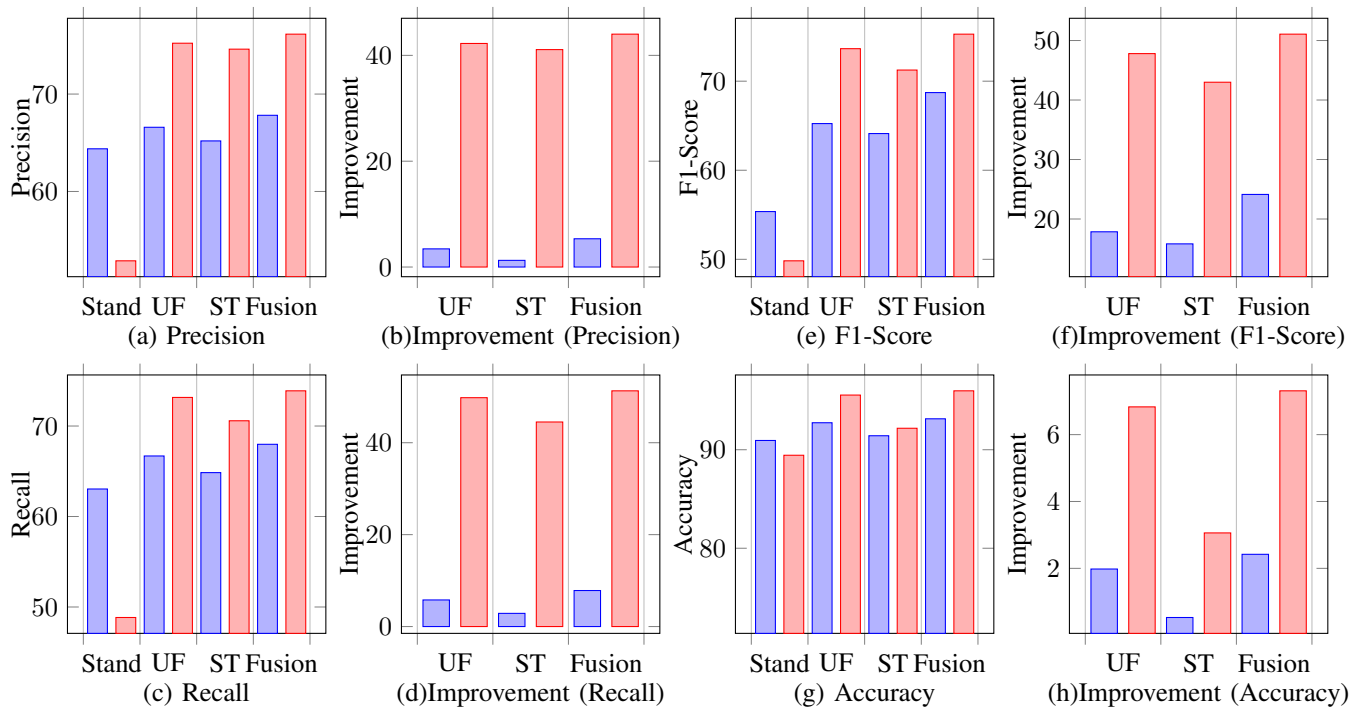 Precision
70
60
Stand UF ST Fusion
(a) Precision
Improvement
40
20
0
UF ST Fusion
(b)Improvement (Precision)
F1-Score
70
60
50
Stand UF ST Fusion
(e) F1-Score
Improvement
50
40
30
20
UF ST Fusion
(f)Improvement (F1-Score)
Recall
70
60
50
Stand UF ST Fusion
(c) Recall
Improvement
40
20
0
UF ST Fusion
(d)Improvement (Recall)
Accuracy
90
80
Stand UF ST Fusion
(g) Accuracy
Improvement
6
4
2
UF ST Fusion
(h)Improvement (Accuracy)